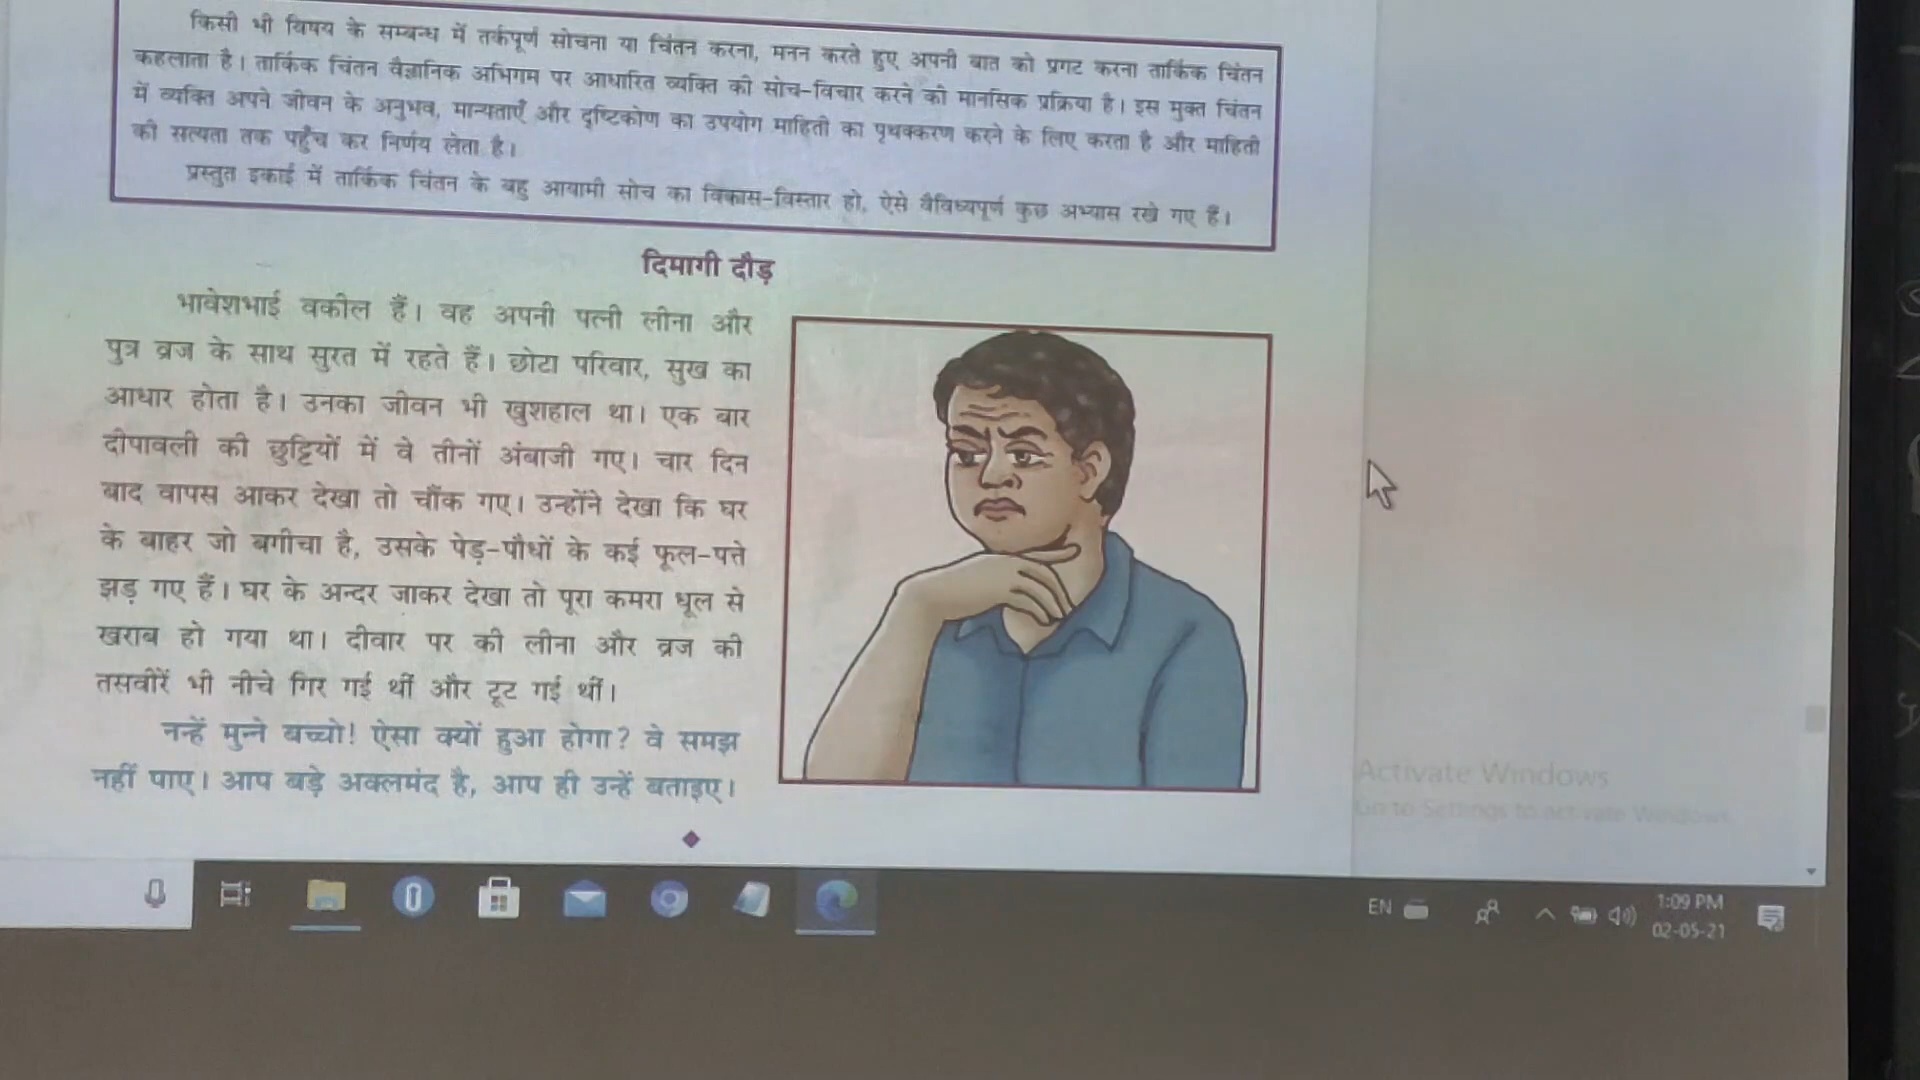 किसी भी विषय के सम्बन्ध में तर्कपूर्ण सोचना या चिंतन करना, मनन करते हुए अपनी बात को प्रगट करना तार्किक चिंतन
कहलाता है। तार्किक चिंतन वैज्ञानिक अभिगम पर आधारित व्यक्ति की सोच-विचार करने की मानसिक प्रक्रिया है। इस मुक्त चिंतन
में व्यक्ति अपने जीवन के अनुभव, मान्यताएँ और दृष्टिकोण का उपयोग माहिती का पृथक्करण करने के लिए करता है और माहिती
की सत्यता तक पहुँच कर निर्णय लेता है।
प्रस्तुत इकाई में तार्किक चिंतन के बहु आयामी सोच का विकास-विस्तार हो, ऐसे वैविध्यपूर्ण कुछ अभ्यास रखे गए हैं।
दिमागी दौड़
भावेशभाई वकील हैं। वह अपनी पत्नी लीना और
पुत्र व्रज के साथ सुरत में रहते हैं। छोटा परिवार, सुख का
आधार होता है। उनका जीवन भी खुशहाल था। एक बार
दीपावली की छुट्टियों में वे तीनों अंबाजी गए। चार दिन
बाद वापस आकर देखा तो चौंक गए। उन्होंने देखा कि घर
के बाहर जो बगीचा है, उसके पेड़-पौधों के कई फूल-पत्ते
झड़ गए हैं। घर के अन्दर जाकर देखा तो पूरा कमरा धूल से
खराब हो गया था। दीवार पर की लीना और व्रज की
तसवीरें भी नीचे गिर गई थीं और टूट गई थीं।
नन्हें मुन्ने बच्चो! ऐसा क्यों हुआ होगा? वे समझ
नहीं पाए। आप बड़े अक्लमंद है, आप ही उन्हें बताइए।
Activate Windows
Go to Settings to activate Windows.
EN
1:09 PM
02-05-21